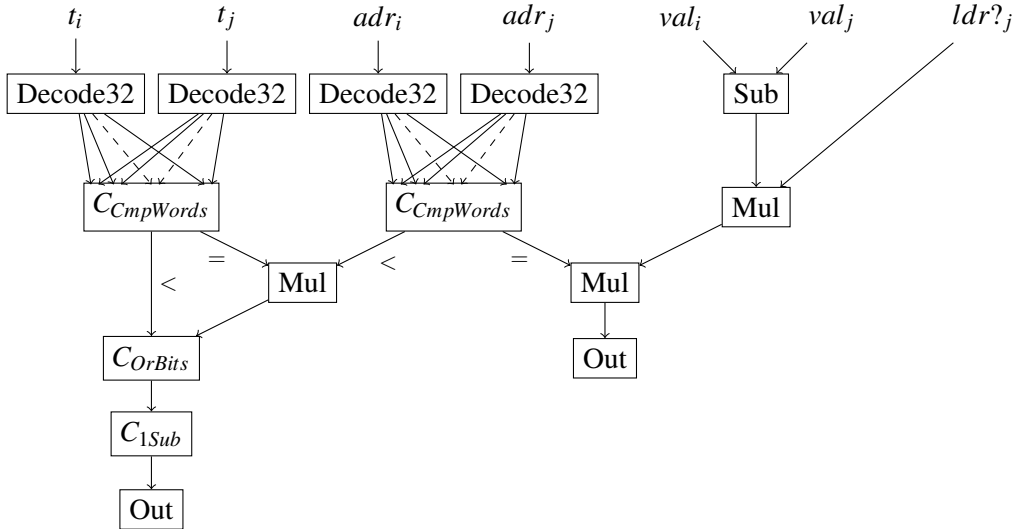 t_i t_j adr_i adr_j val_i val_j ldr?_j
Decode32 Decode32 Decode32 Decode32 Sub
C_CmpWords C_CmpWords Mul
= < =
< Mul Mul
C_OrBits Out
C_1Sub
Out